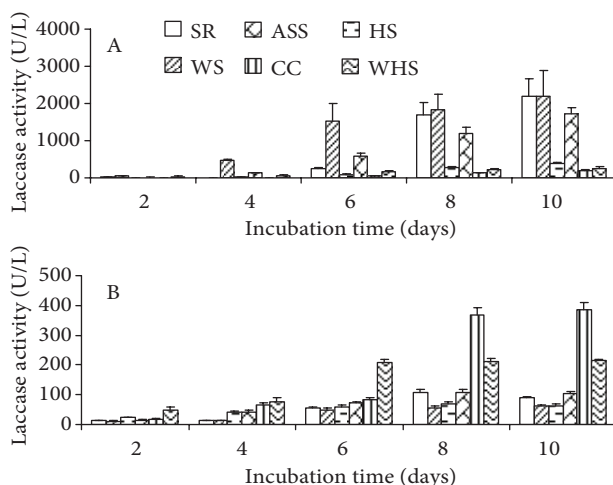 A
SR ASS HS
WS CC WHS
Laccase activity (U/L)
4000
3000
2000
1000
0
2 4 6 8 10
Incubation time (days)
B
Laccase activity (U/L)
500
400
300
200
100
0
2 4 6 8 10
Incubation time (days)